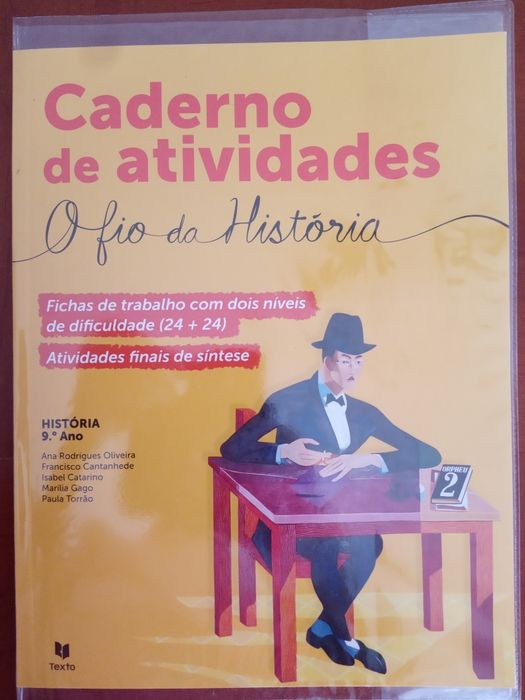 Caderno
de atividades
O fio da História
Fichas de trabalho com dois níveis
de dificuldade (24 + 24)
Atividades finais de síntese
HISTÓRIA
9.º Ano
Ana Rodrigues Oliveira
Francisco Cantanhede
Isabel Catarino
Marília Gago
Paula Torrão
ORPHEU
2
Texto